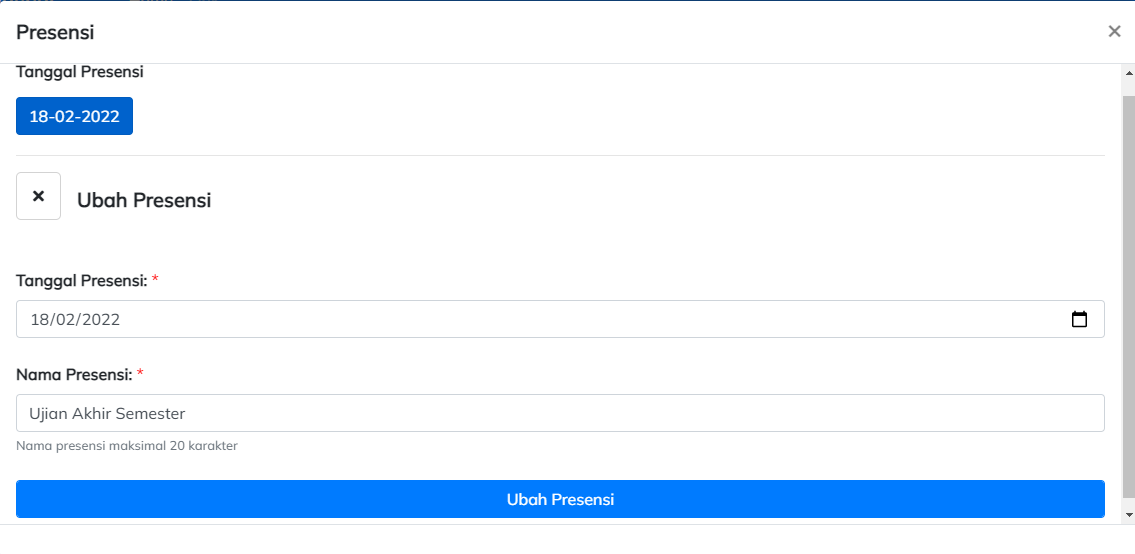 Presensi
×
Tanggal Presensi
18-02-2022
Ubah Presensi
Tanggal Presensi: *
18/02/2022
Nama Presensi: *
Ujian Akhir Semester
Nama presensi maksimal 20 karakter
Ubah Presensi